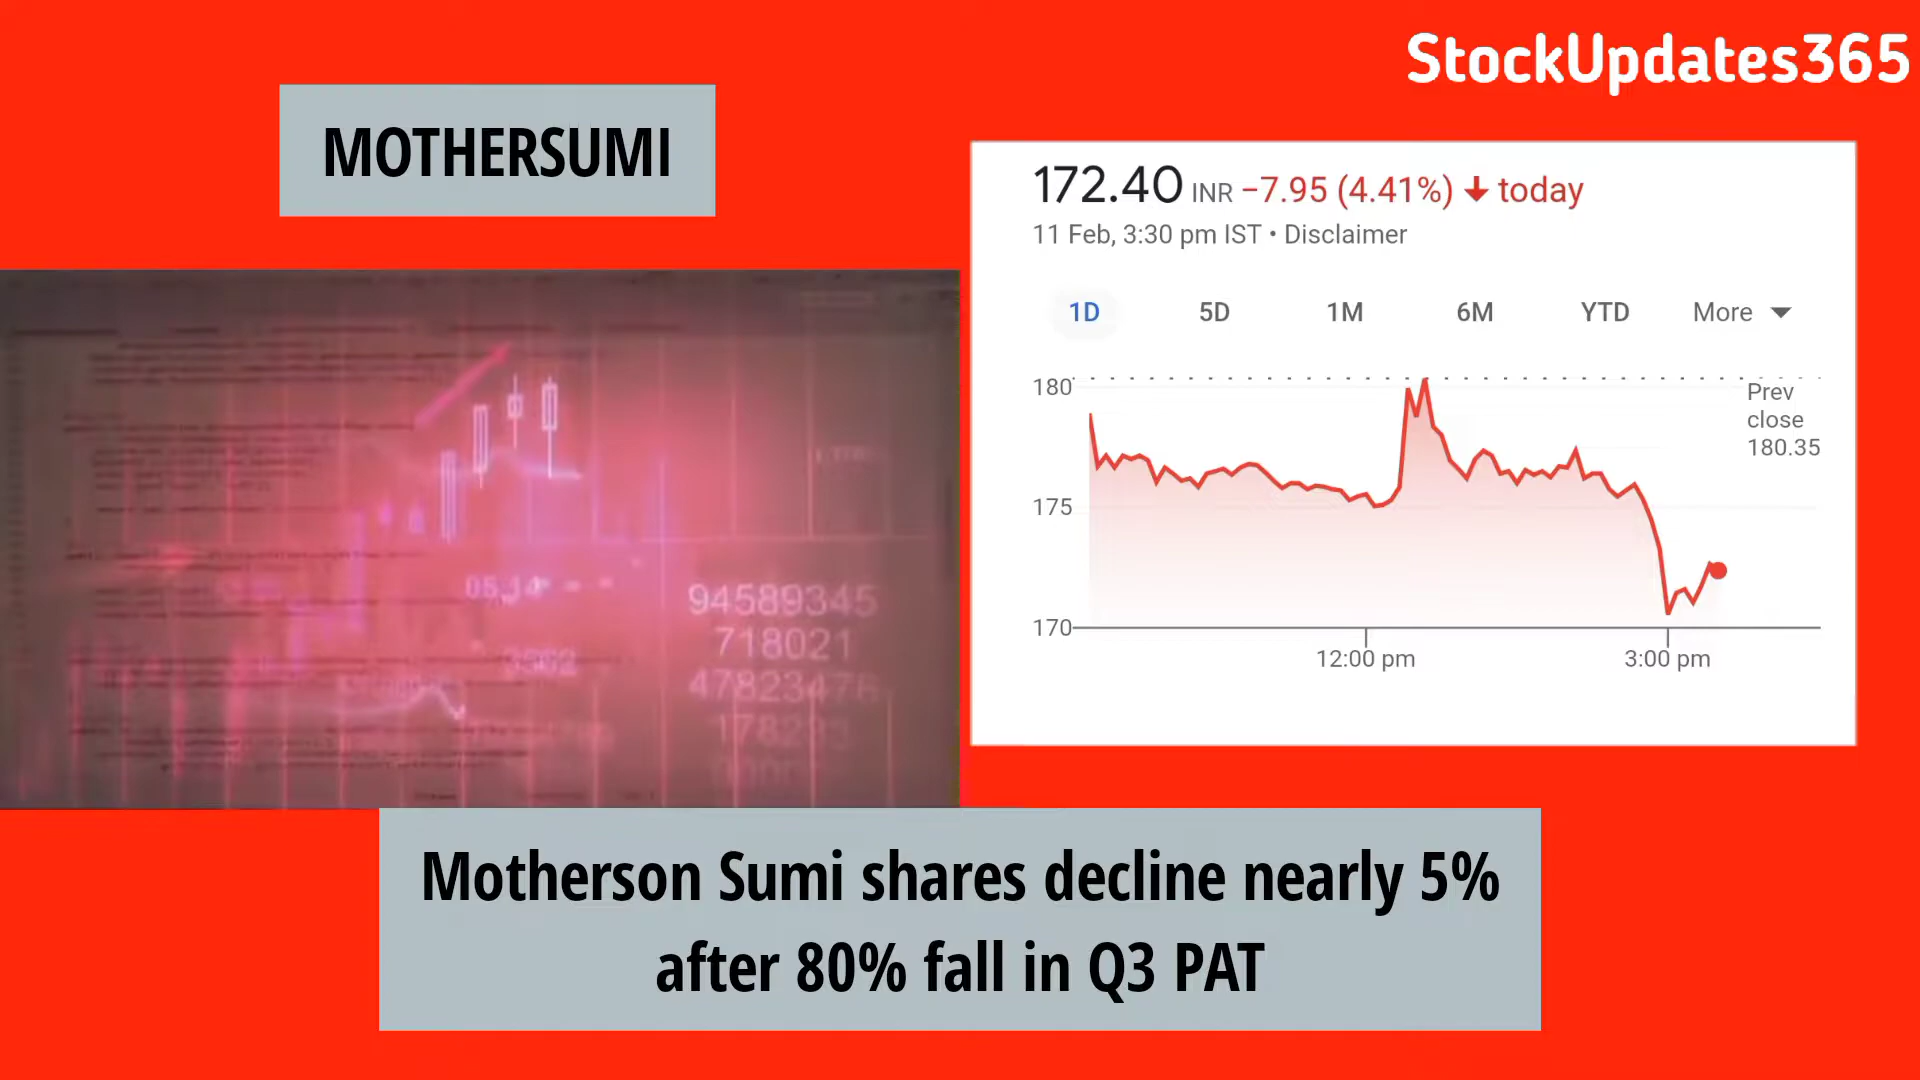 StockUpdates365
MOTHERSUMI
172.40 INR −7.95 (4.41%) ↓ today
11 Feb, 3:30 pm IST • Disclaimer
1D 5D 1M 6M YTD More
180
Prev
close
180.35
175
170
12:00 pm 3:00 pm
94589345
718021
Motherson Sumi shares decline nearly 5%
after 80% fall in Q3 PAT